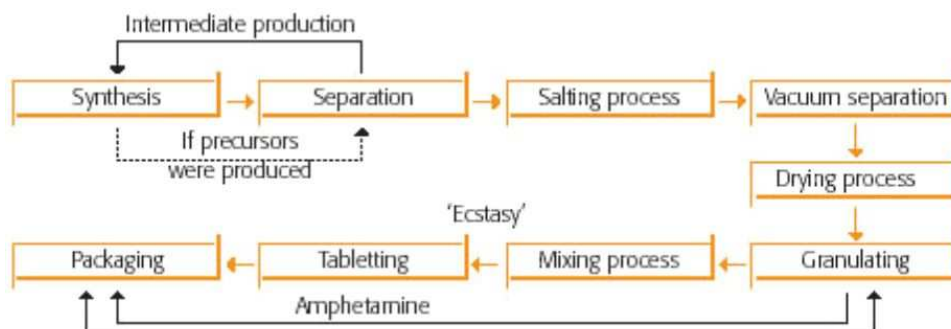 Intermediate production
Synthesis
Separation
Salting process
Vacuum separation
If precursors
were produced
Drying process
'Ecstasy'
Packaging
Tabletting
Mixing process
Granulating
Amphetamine